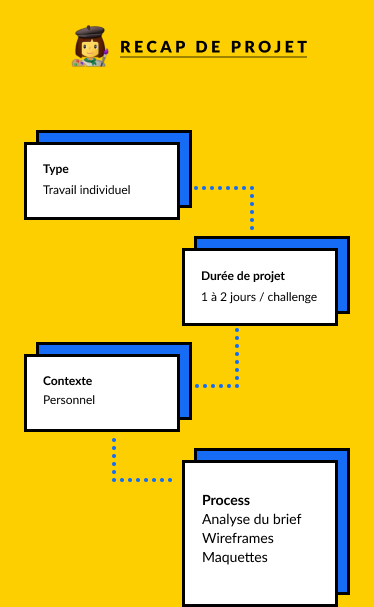 RECAP DE PROJET
Type
Travail individuel
Durée de projet
1 à 2 jours / challenge
Contexte
Personnel
Process
Analyse du brief
Wireframes
Maquettes